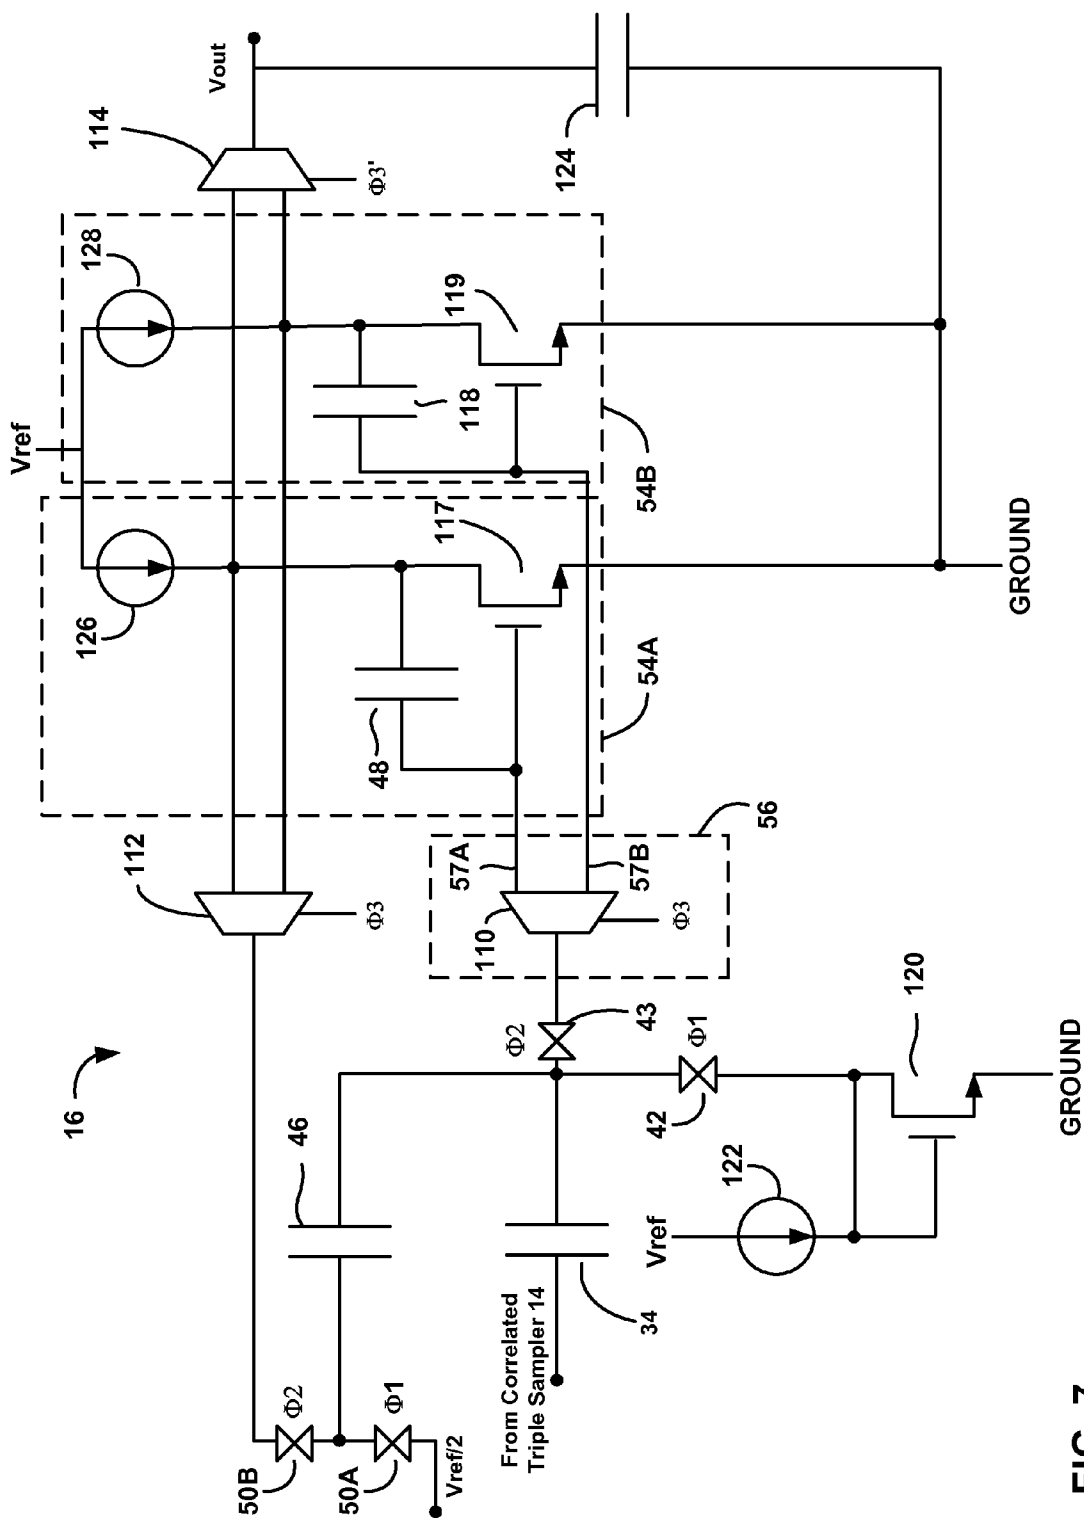 Vref
16
126
128
114
112
Vout
50B
Φ2
46
50A
Φ3
48
Φ3'
Φ1
Vref/2
57A
117
119
118
110
From Correlated
Triple Sampler 14
Φ2
124
34
43
57B
54A
54B
Vref
42
Φ3
Φ1
122
56
120
GROUND
GROUND
FIG. 7